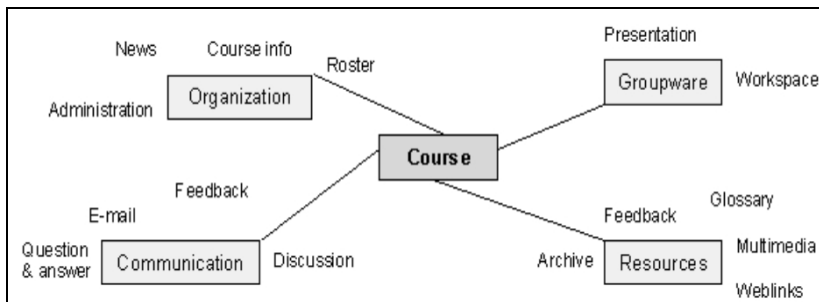 News
Course info
Roster
Administration
Organization
Presentation
Groupware
Workspace
Course
Feedback
E-mail
Question
& answer
Communication
Discussion
Feedback
Glossary
Archive
Resources
Multimedia
Weblinks